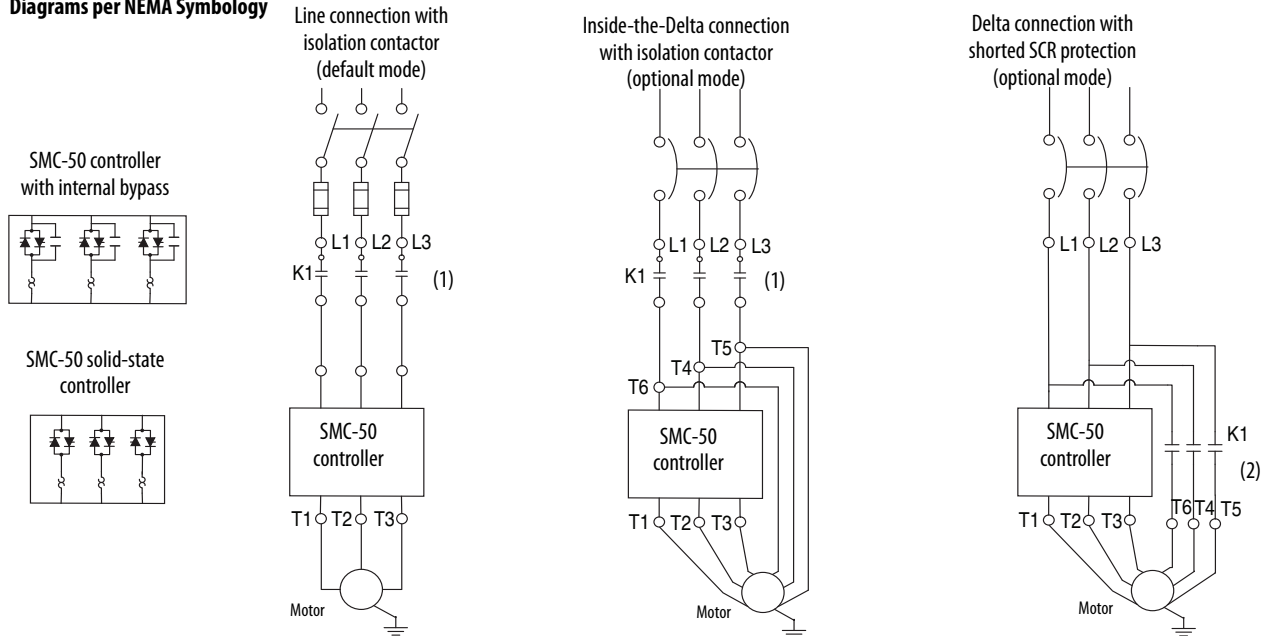 Diagrams per NEMA Symbology
Line connection with
isolation contactor
(default mode)
Inside-the-Delta connection
with isolation contactor
(optional mode)
Delta connection with
shorted SCR protection
(optional mode)
SMC-50 controller
with internal bypass
SMC-50 solid-state
controller
L1 L2 L3
K1 (1)
SMC-50
controller
T1 T2 T3
Motor
L1 L2 L3
K1 (1)
T5
T4
T6
SMC-50
controller
T1 T2 T3
Motor
L1 L2 L3
SMC-50
controller
K1
(2)
T6 T4 T5
T1 T2 T3
Motor